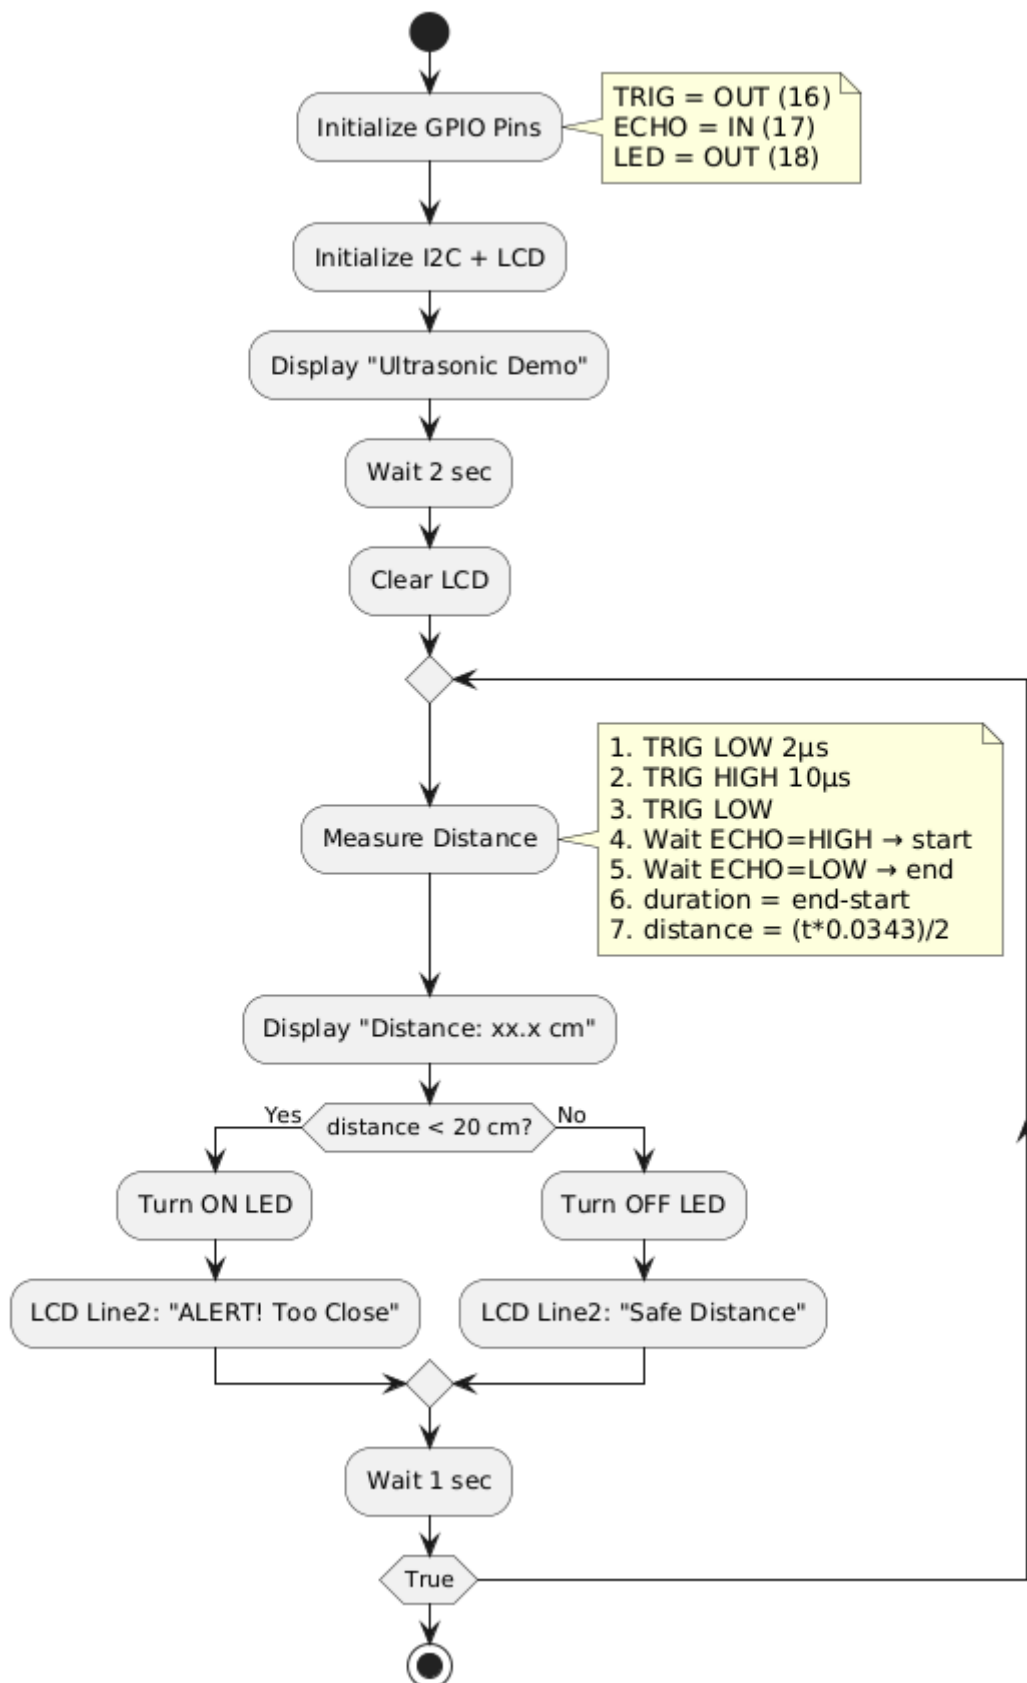 Initialize GPIO Pins
TRIG = OUT (16)
ECHO = IN (17)
LED = OUT (18)
Initialize I2C + LCD
Display "Ultrasonic Demo"
Wait 2 sec
Clear LCD
Measure Distance
1. TRIG LOW 2μs
2. TRIG HIGH 10μs
3. TRIG LOW
4. Wait ECHO=HIGH → start
5. Wait ECHO=LOW → end
6. duration = end-start
7. distance = (t*0.0343)/2
Display "Distance: xx.x cm"
Yes
distance < 20 cm?
No
Turn ON LED
Turn OFF LED
LCD Line2: "ALERT! Too Close"
LCD Line2: "Safe Distance"
Wait 1 sec
True